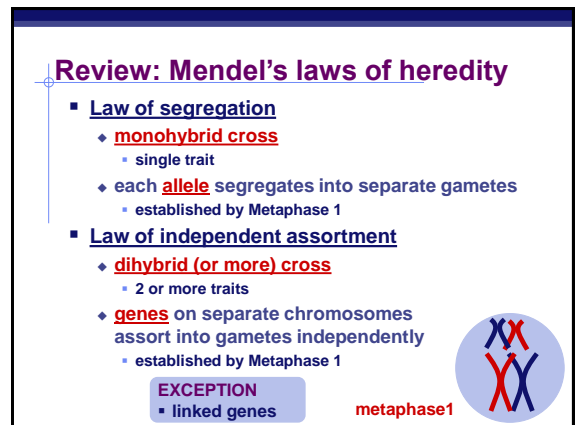 Review: Mendel's laws of heredity
▪ Law of segregation
◆ monohybrid cross
▪ single trait
◆ each allele segregates into separate gametes
▪ established by Metaphase 1
▪ Law of independent assortment
◆ dihybrid (or more) cross
▪ 2 or more traits
◆ genes on separate chromosomes
assort into gametes independently
▪ established by Metaphase 1
EXCEPTION
▪ linked genes
metaphase1